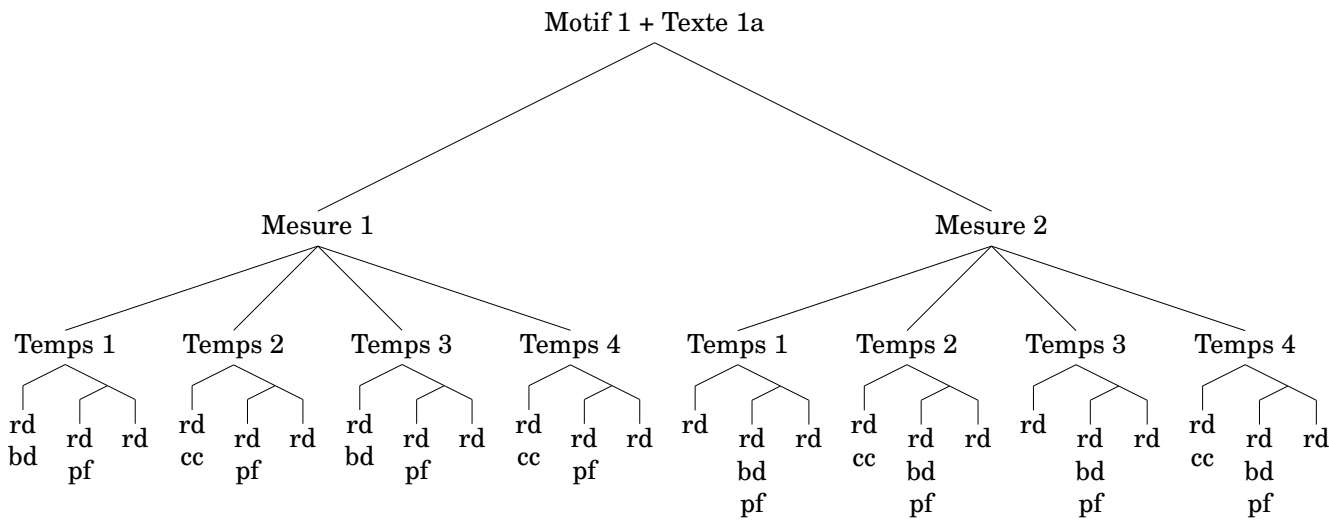 Motif 1 + Texte 1a
Mesure 1 Mesure 2
Temps 1 Temps 2 Temps 3 Temps 4 Temps 1 Temps 2 Temps 3 Temps 4
rd rd rd rd rd rd rd rd rd rd rd rd rd rd rd rd rd rd rd rd rd rd rd rd
bd pf cc pf bd pf cc pf bd cc bd bd cc bd
pf pf pf pf